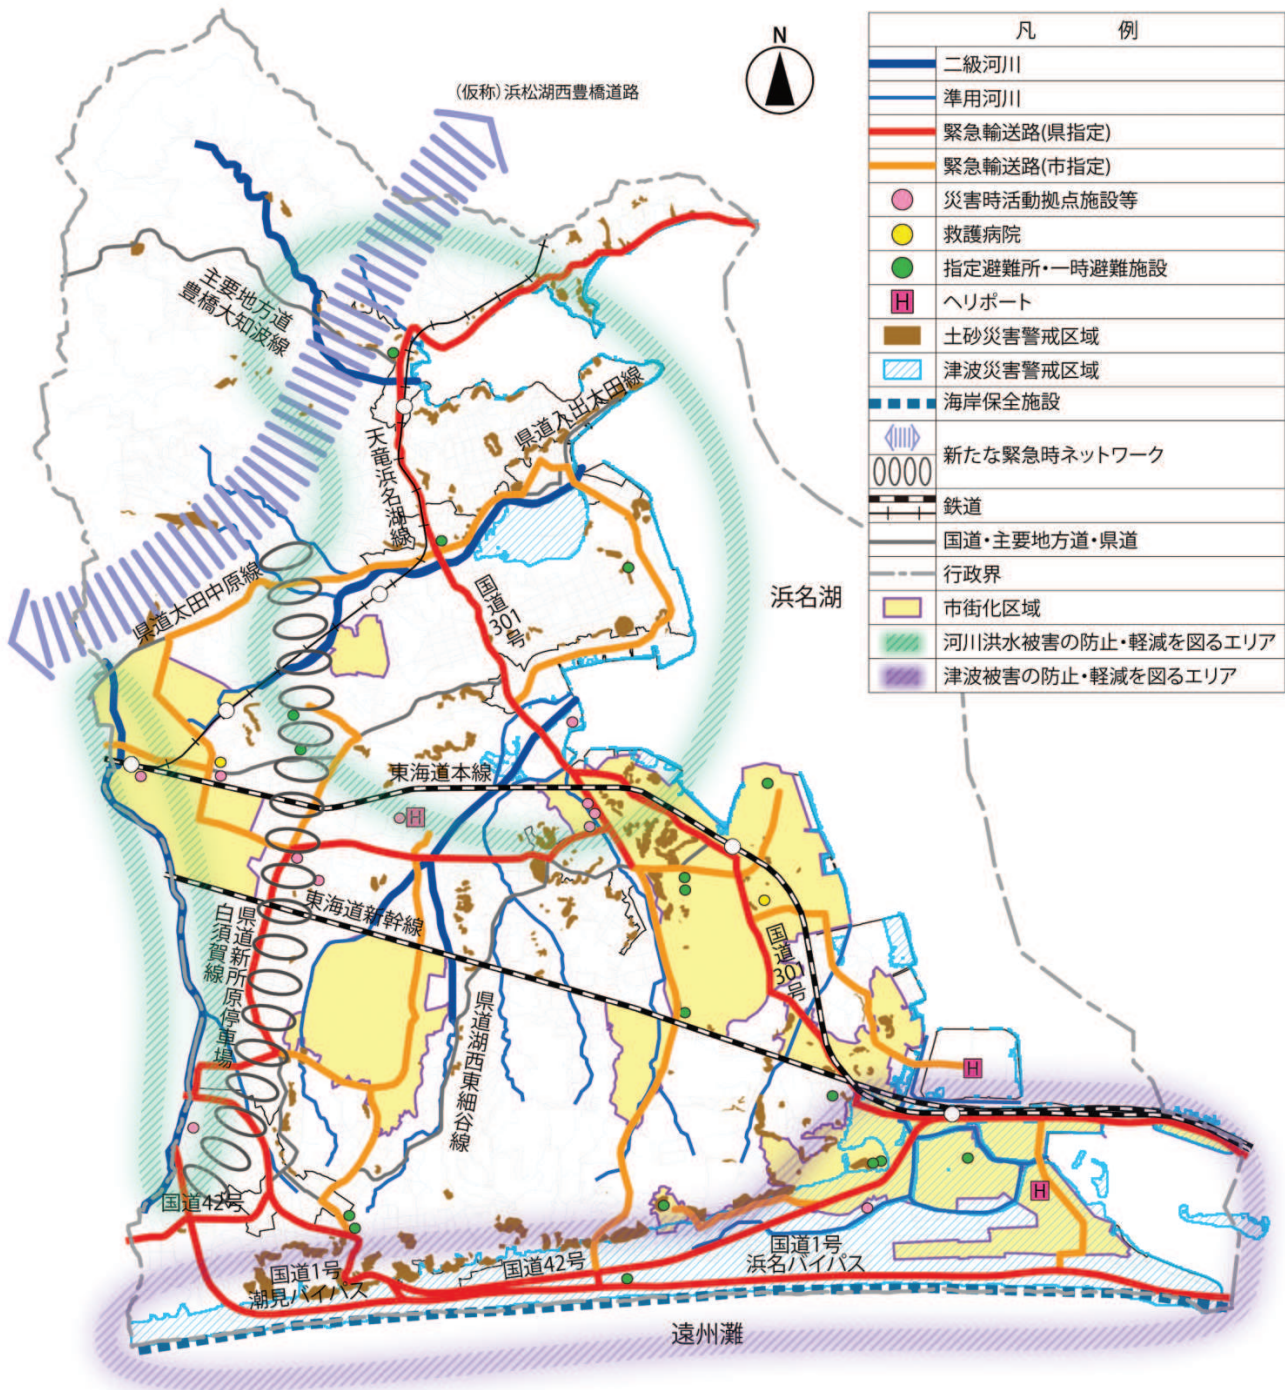 N
凡 例
二級河川
準用河川
緊急輸送路(県指定)
緊急輸送路(市指定)
災害時活動拠点施設等
救護病院
指定避難所・一時避難施設
H
ヘリポート
土砂災害警戒区域
津波災害警戒区域
海岸保全施設
新たな緊急時ネットワーク
鉄道
国道・主要地方道・県道
行政界
市街化区域
河川洪水被害の防止・軽減を図るエリア
津波被害の防止・軽減を図るエリア
(仮称)浜松湖西豊橋道路
主要地方道
豊橋大知波線
県道入出太田線
天竜浜名湖線
県道太田中原線
国道301号
浜名湖
東海道本線
H
東海道新幹線
県道新所原停車場
白須賀線
国道301号
県道湖西東細谷線
H
H
国道42号
国道1号
潮見バイパス
国道42号
国道1号
浜名バイパス
遠州灘